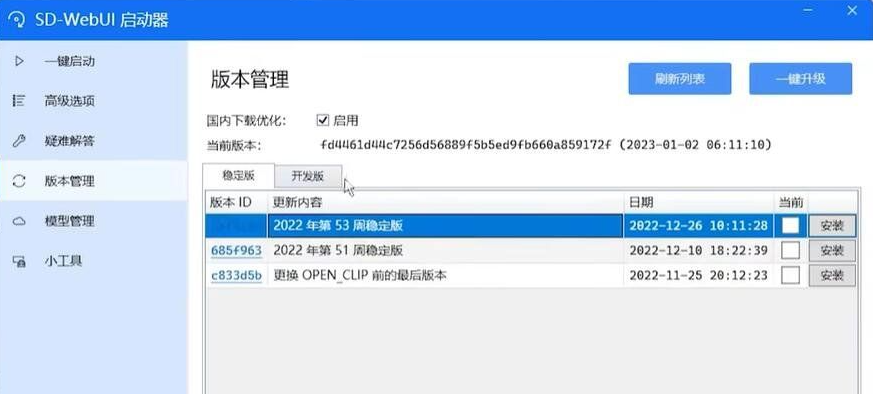 SD-WebUI 启动器
一键启动
高级选项
疑难解答
版本管理
模型管理
小工具
版本管理
刷新列表
一键升级
国内下载优化: 启用
当前版本: fd4461d44c7256d56889f5b5ed9fb660a859172f (2023-01-02 06:11:10)
稳定版 开发版
版本 ID 更新内容 日期 当前
2022 年第 53 周稳定版 2022-12-26 10:11:28 安装
685f963 2022 年第 51 周稳定版 2022-12-10 18:22:39 安装
c833d5b 更换 OPEN_CLIP 前的最后版本 2022-11-25 20:12:23 安装